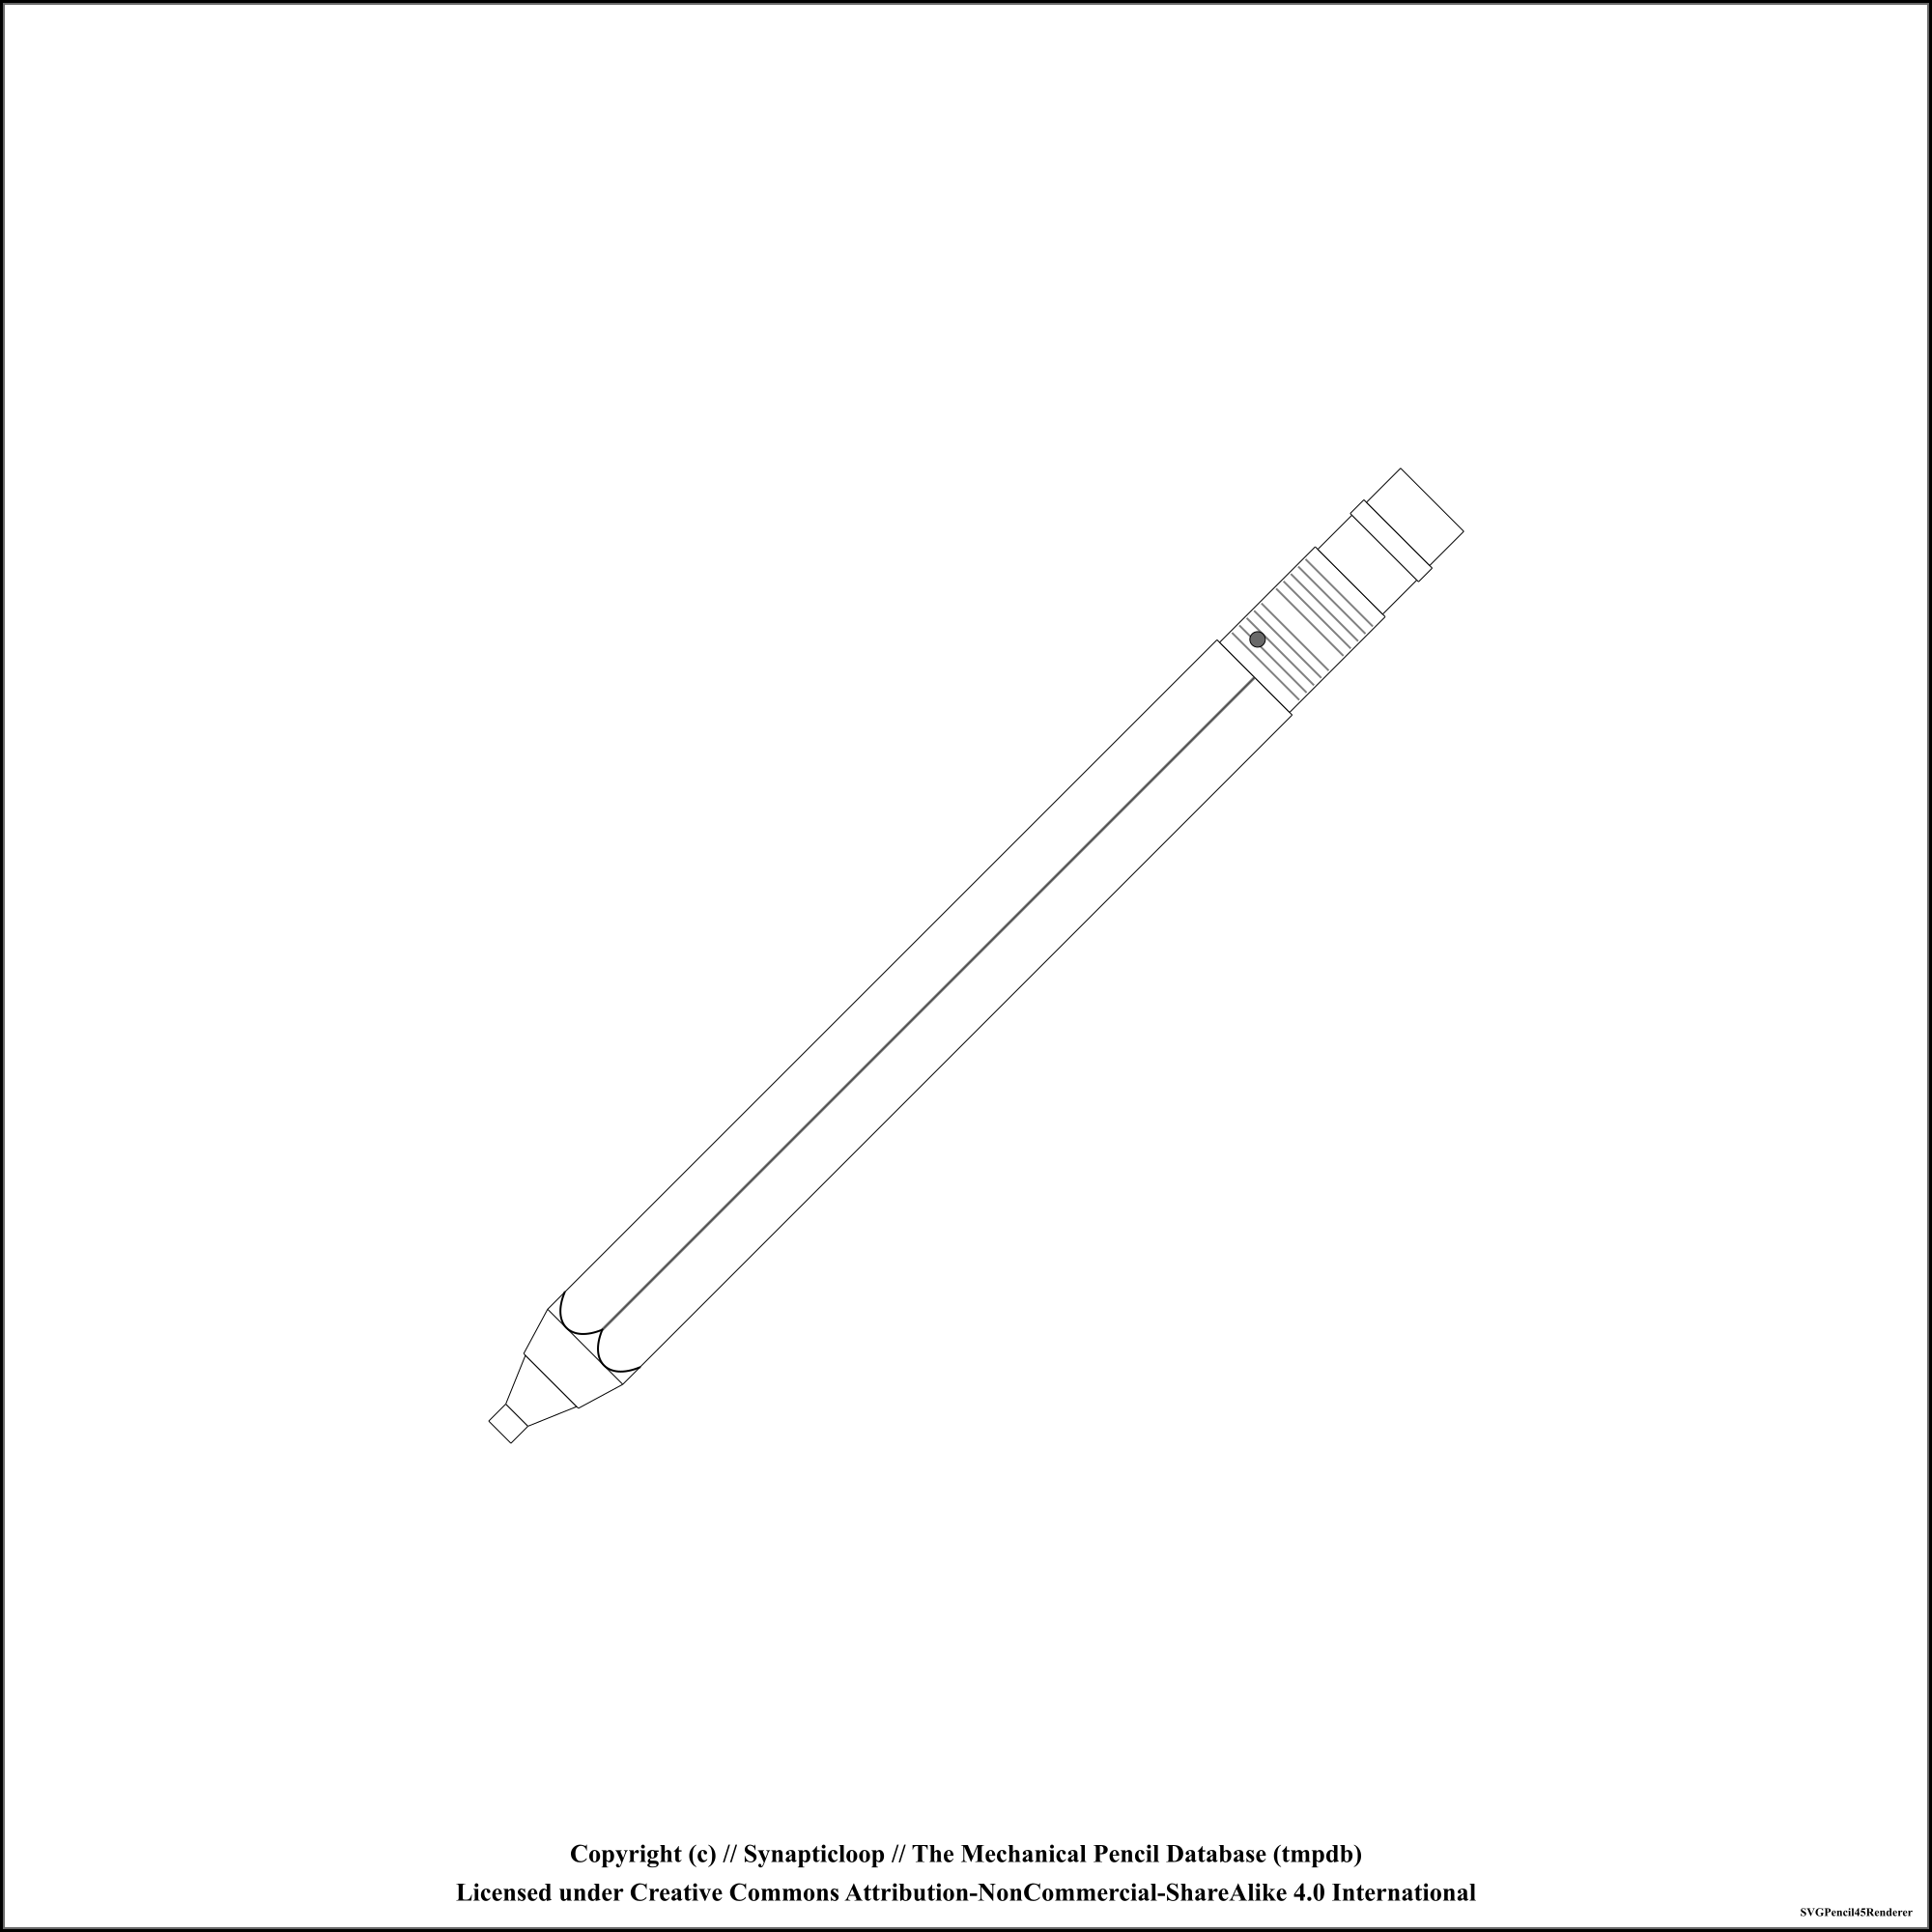 Copyright (c) // Synapticloop // The Mechanical Pencil Database (tmpdb)
Licensed under Creative Commons Attribution-NonCommercial-ShareAlike 4.0 International
SVGPencil45Renderer